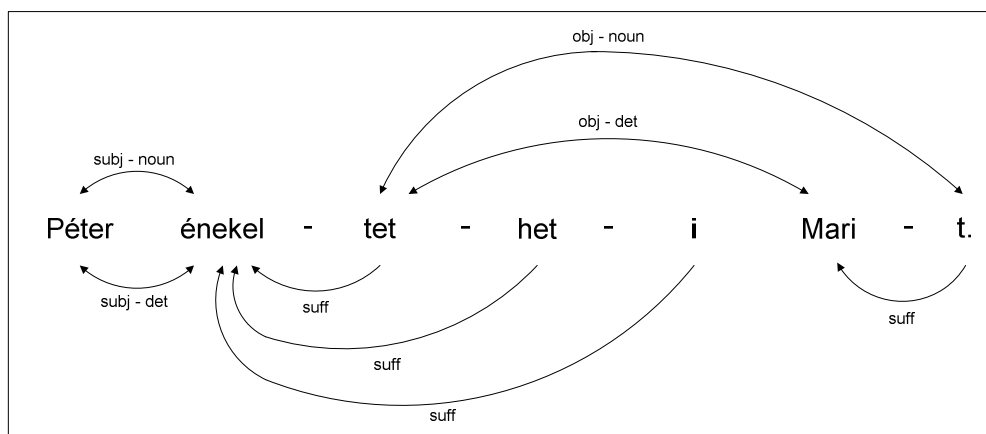 obj - noun
obj - det
subj - noun
Péter énekel - tet - het - i Mari - t.
subj - det
suff
suff
suff
suff